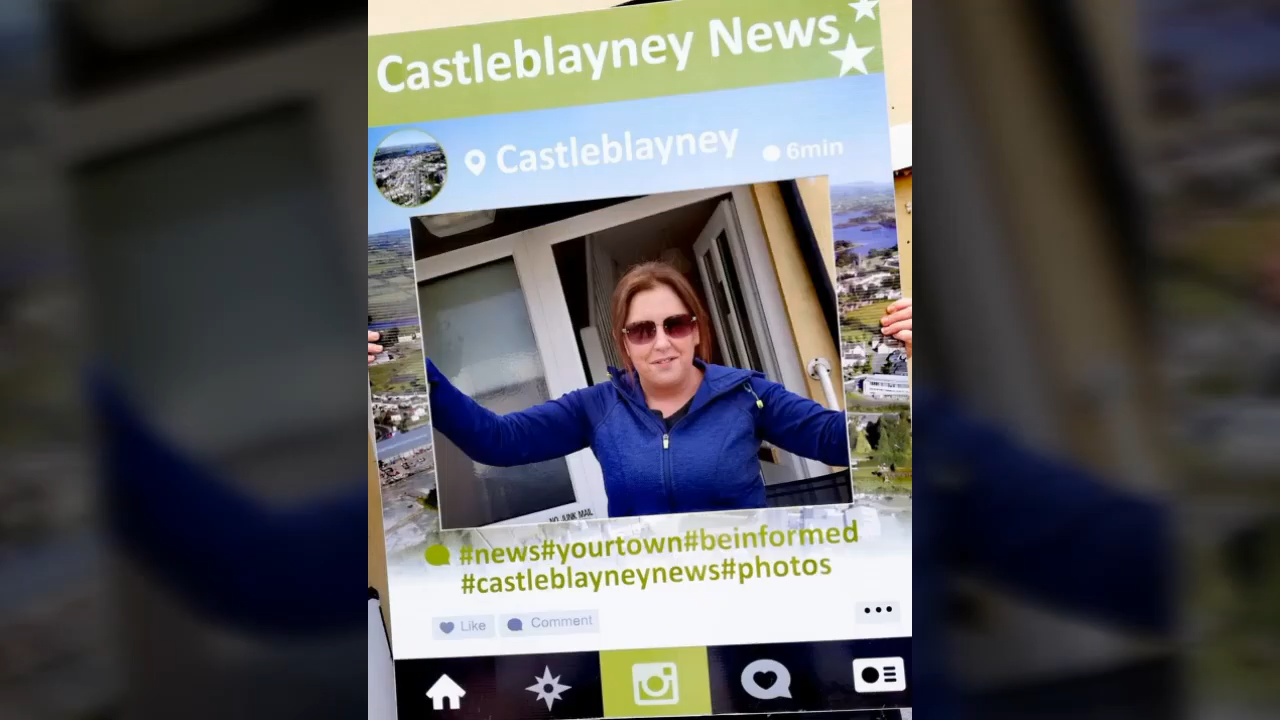 Castleblayney News
Castleblayney
6min
NO JUNK MAIL
#news#yourtown#beinformed
#castleblayneynews#photos
Like
Comment